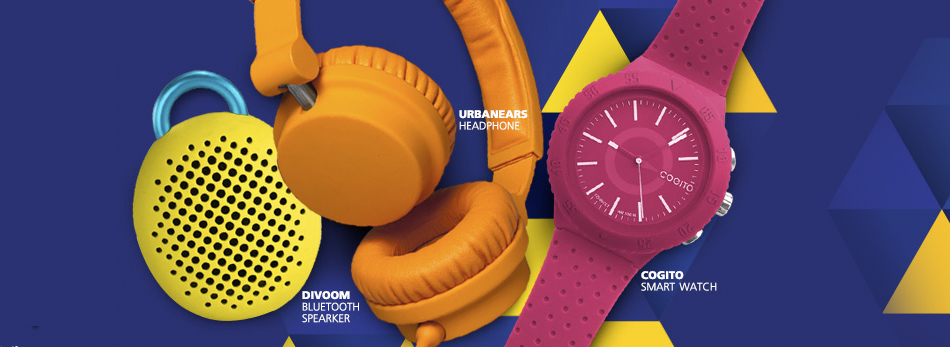 URBANEARS
HEADPHONE
COGITO
DIVOOM
BLUETOOTH
SPEARKER
COGITO
SMART WATCH